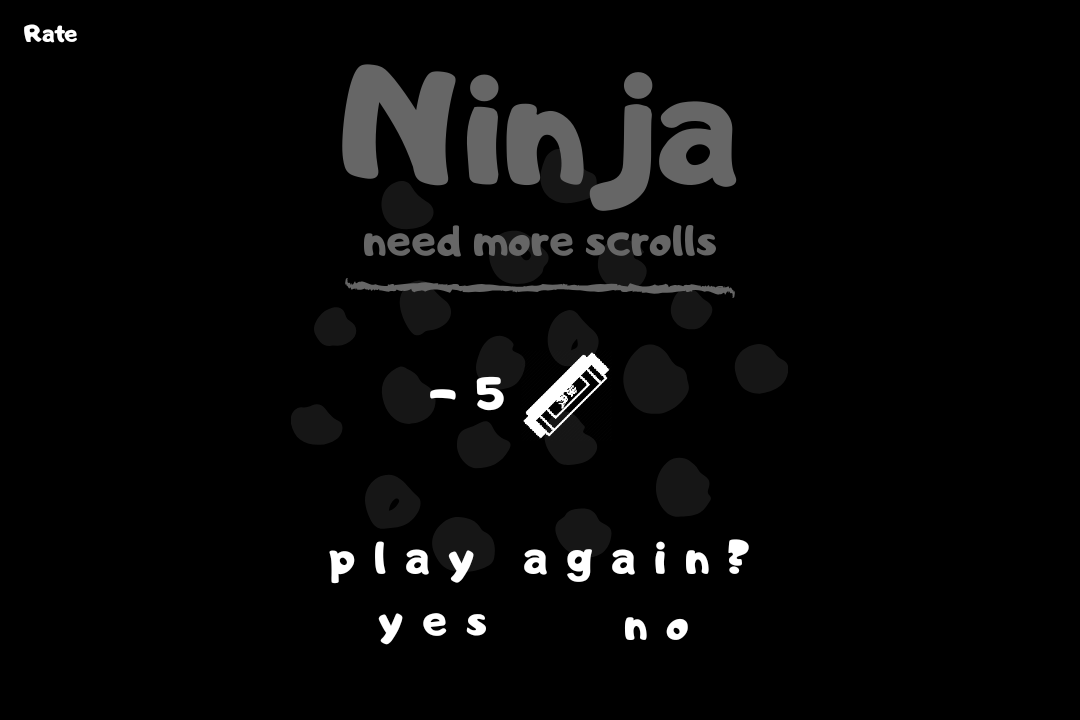 Rate
Ninja
need more scrolls
- 5
play again?
yes no